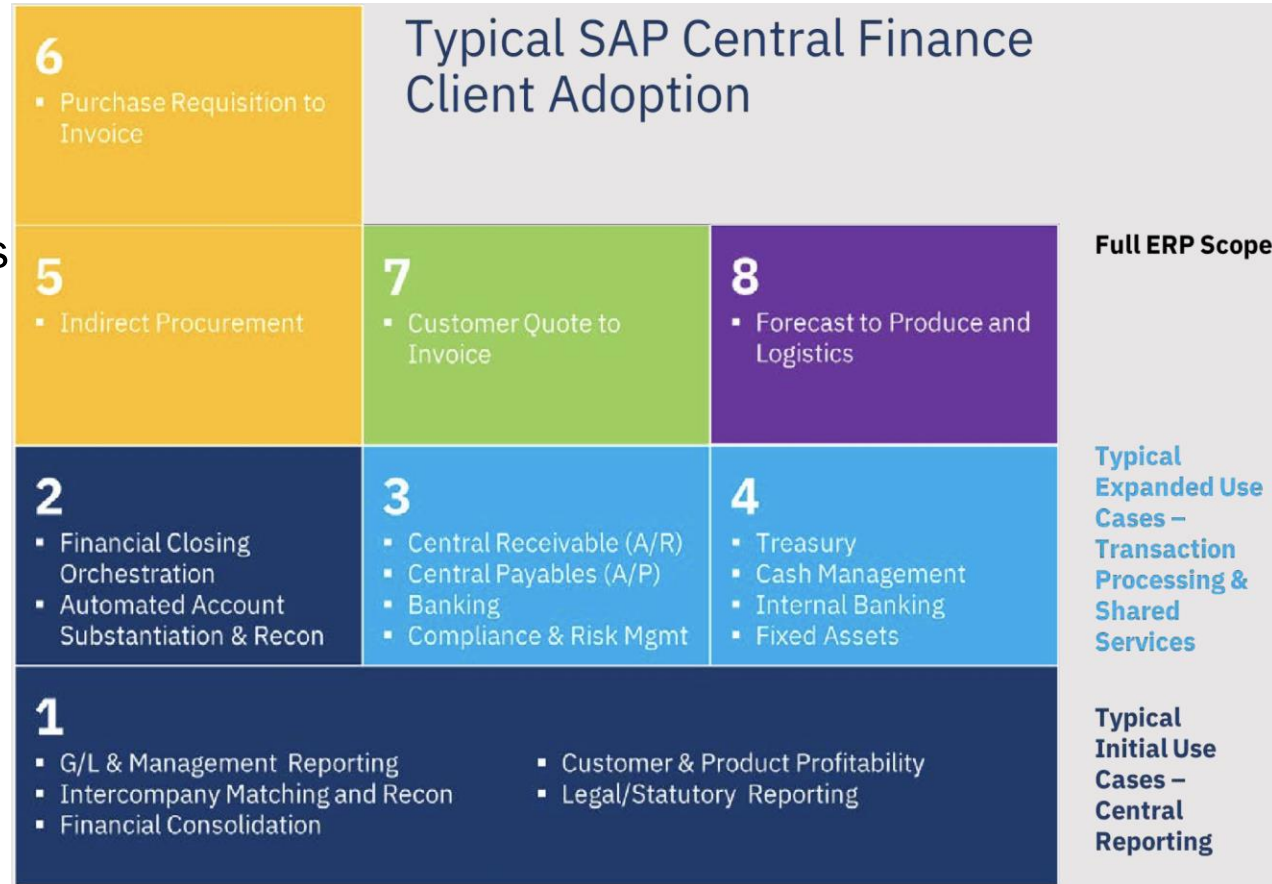 Typical SAP Central Finance
Client Adoption
6
▪ Purchase Requisition to
Invoice
s
5
▪ Indirect Procurement
7
▪ Customer Quote to
Invoice
8
▪ Forecast to Produce and
Logistics
Full ERP Scope
2
▪ Financial Closing
Orchestration
▪ Automated Account
Substantiation & Recon
3
▪ Central Receivable (A/R)
▪ Central Payables (A/P)
▪ Banking
▪ Compliance & Risk Mgmt
4
▪ Treasury
▪ Cash Management
▪ Internal Banking
▪ Fixed Assets
Typical
Expanded Use
Cases –
Transaction
Processing &
Shared
Services
1
▪ G/L & Management Reporting
▪ Intercompany Matching and Recon
▪ Financial Consolidation
▪ Customer & Product Profitability
▪ Legal/Statutory Reporting
Typical
Initial Use
Cases –
Central
Reporting